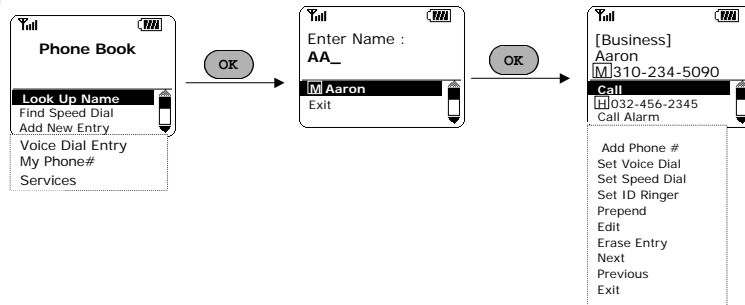 Phone Book
Look Up Name
Find Speed Dial
Add New Entry
Voice Dial Entry
My Phone#
Services
OK
Enter Name :
AA_
M Aaron
Exit
OK
[Business]
Aaron
M 310-234-5090
Call
H 032-456-2345
Call Alarm
Add Phone #
Set Voice Dial
Set Speed Dial
Set ID Ringer
Prepend
Edit
Erase Entry
Next
Previous
Exit